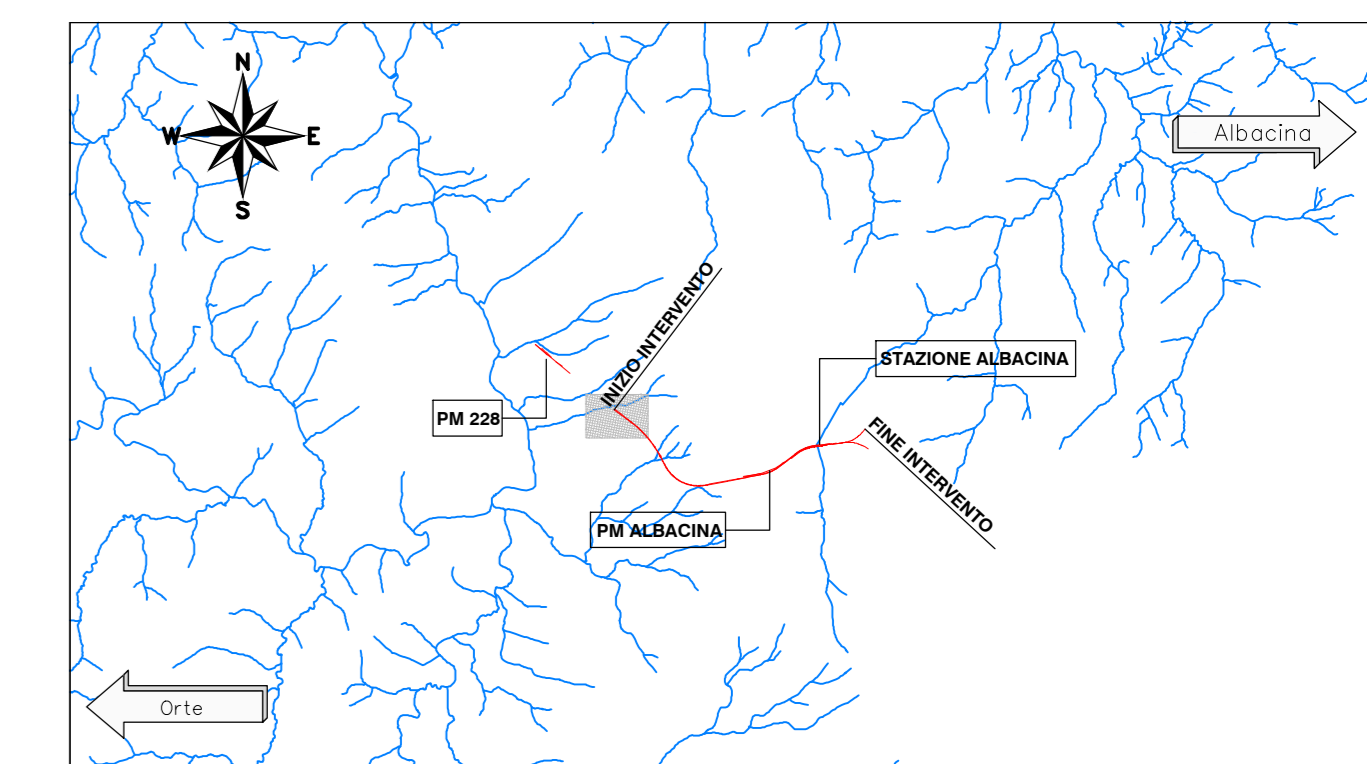 N
W
E
S
Albacina
INIZIO INTERVENTO
STAZIONE ALBACINA
PM 228
FINE INTERVENTO
PM ALBACINA
Orte